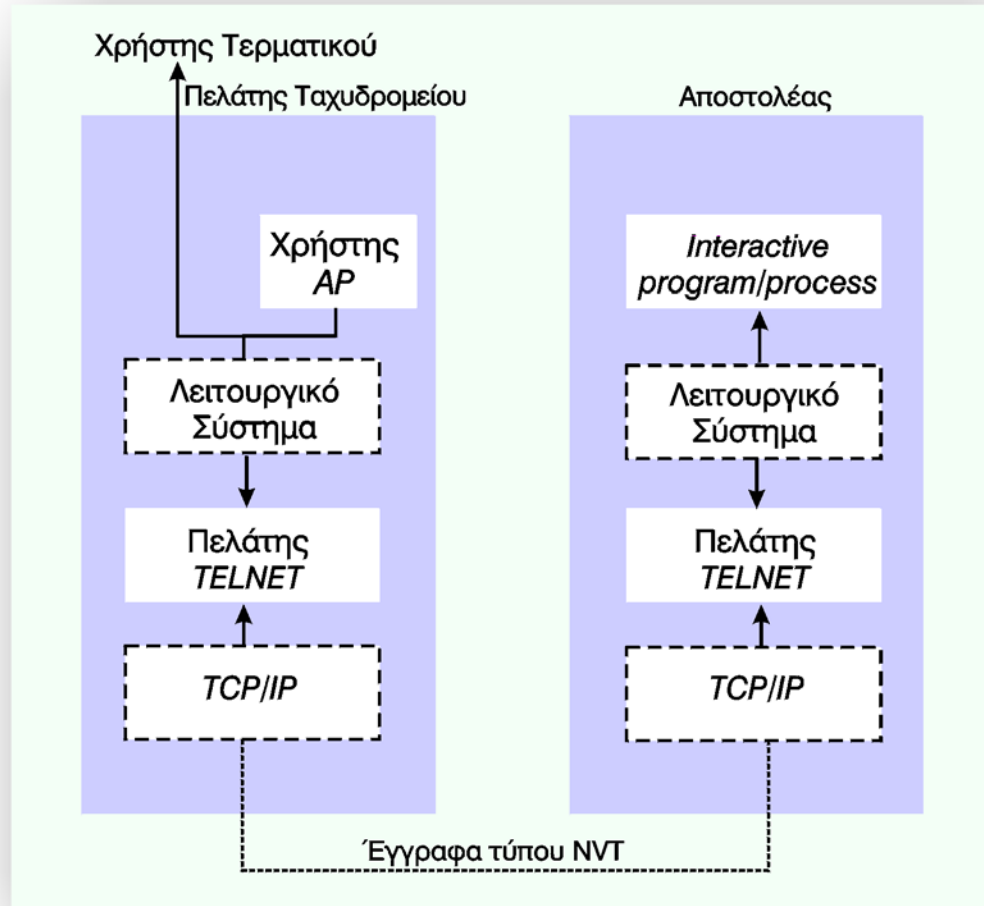 Χρήστης Τερματικού
Πελάτης Ταχυδρομείου
Χρήστης
AP
Λειτουργικό
Σύστημα
Πελάτης
TELNET
TCP/IP
Αποστολέας
Interactive
program/process
Λειτουργικό
Σύστημα
Πελάτης
TELNET
TCP/IP
Έγγραφα τύπου NVT